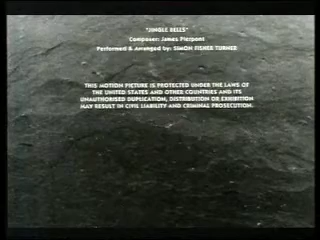 "JINGLE BELLS"
Composer: James Pierpont
Performed & Arranged by: SIMON FISHER TURNER
THIS MOTION PICTURE IS PROTECTED UNDER THE LAWS OF
THE UNITED STATES AND OTHER COUNTRIES AND ITS
UNAUTHORISED DUPLICATION, DISTRIBUTION OR EXHIBITION
MAY RESULT IN CIVIL LIABILITY AND CRIMINAL PROSECUTION.